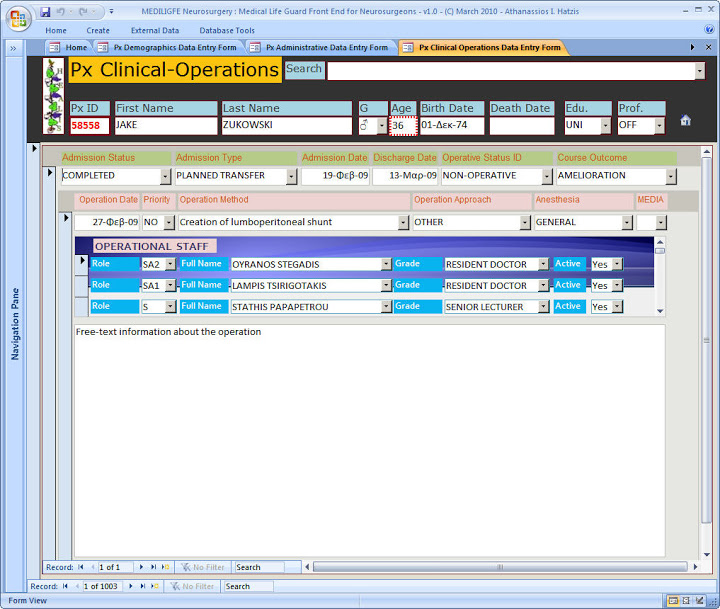 MEDILIGFE Neurosurgery : Medical Life Guard Front End for Neurosurgeons - v1.0 - (C) March 2010 - Athanassios I. Hatzis
Home Create External Data Database Tools
Home Px Demographics Data Entry Form Px Administrative Data Entry Form Px Clinical Operations Data Entry Form
Px Clinical-Operations Search
Px ID First Name Last Name G Age Birth Date Death Date Edu. Prof.
58558 JAKE ZUKOWSKI ♂ 36 01-Δεκ-74 UNI OFF
Admission Status Admission Type Admission Date Discharge Date Operative Status ID Course Outcome
COMPLETED PLANNED TRANSFER 19-Φεβ-09 13-Μαρ-09 NON-OPERATIVE AMELIORATION
Operation Date Priority Operation Method Operation Approach Anesthesia MEDIA
27-Φεβ-09 NO Creation of lumboperitoneal shunt OTHER GENERAL
OPERATIONAL STAFF
Role SA2 Full Name OYRANOS STEGADIS Grade RESIDENT DOCTOR Active Yes
Role SA1 Full Name LAMPIS TSIRIGOTAKIS Grade RESIDENT DOCTOR Active Yes
Role S Full Name STATHIS PAPAPETROU Grade SENIOR LECTURER Active Yes
Free-text information about the operation
Navigation Pane
Record: 1 of 1 No Filter Search
Record: 1 of 1003 No Filter Search
Form View